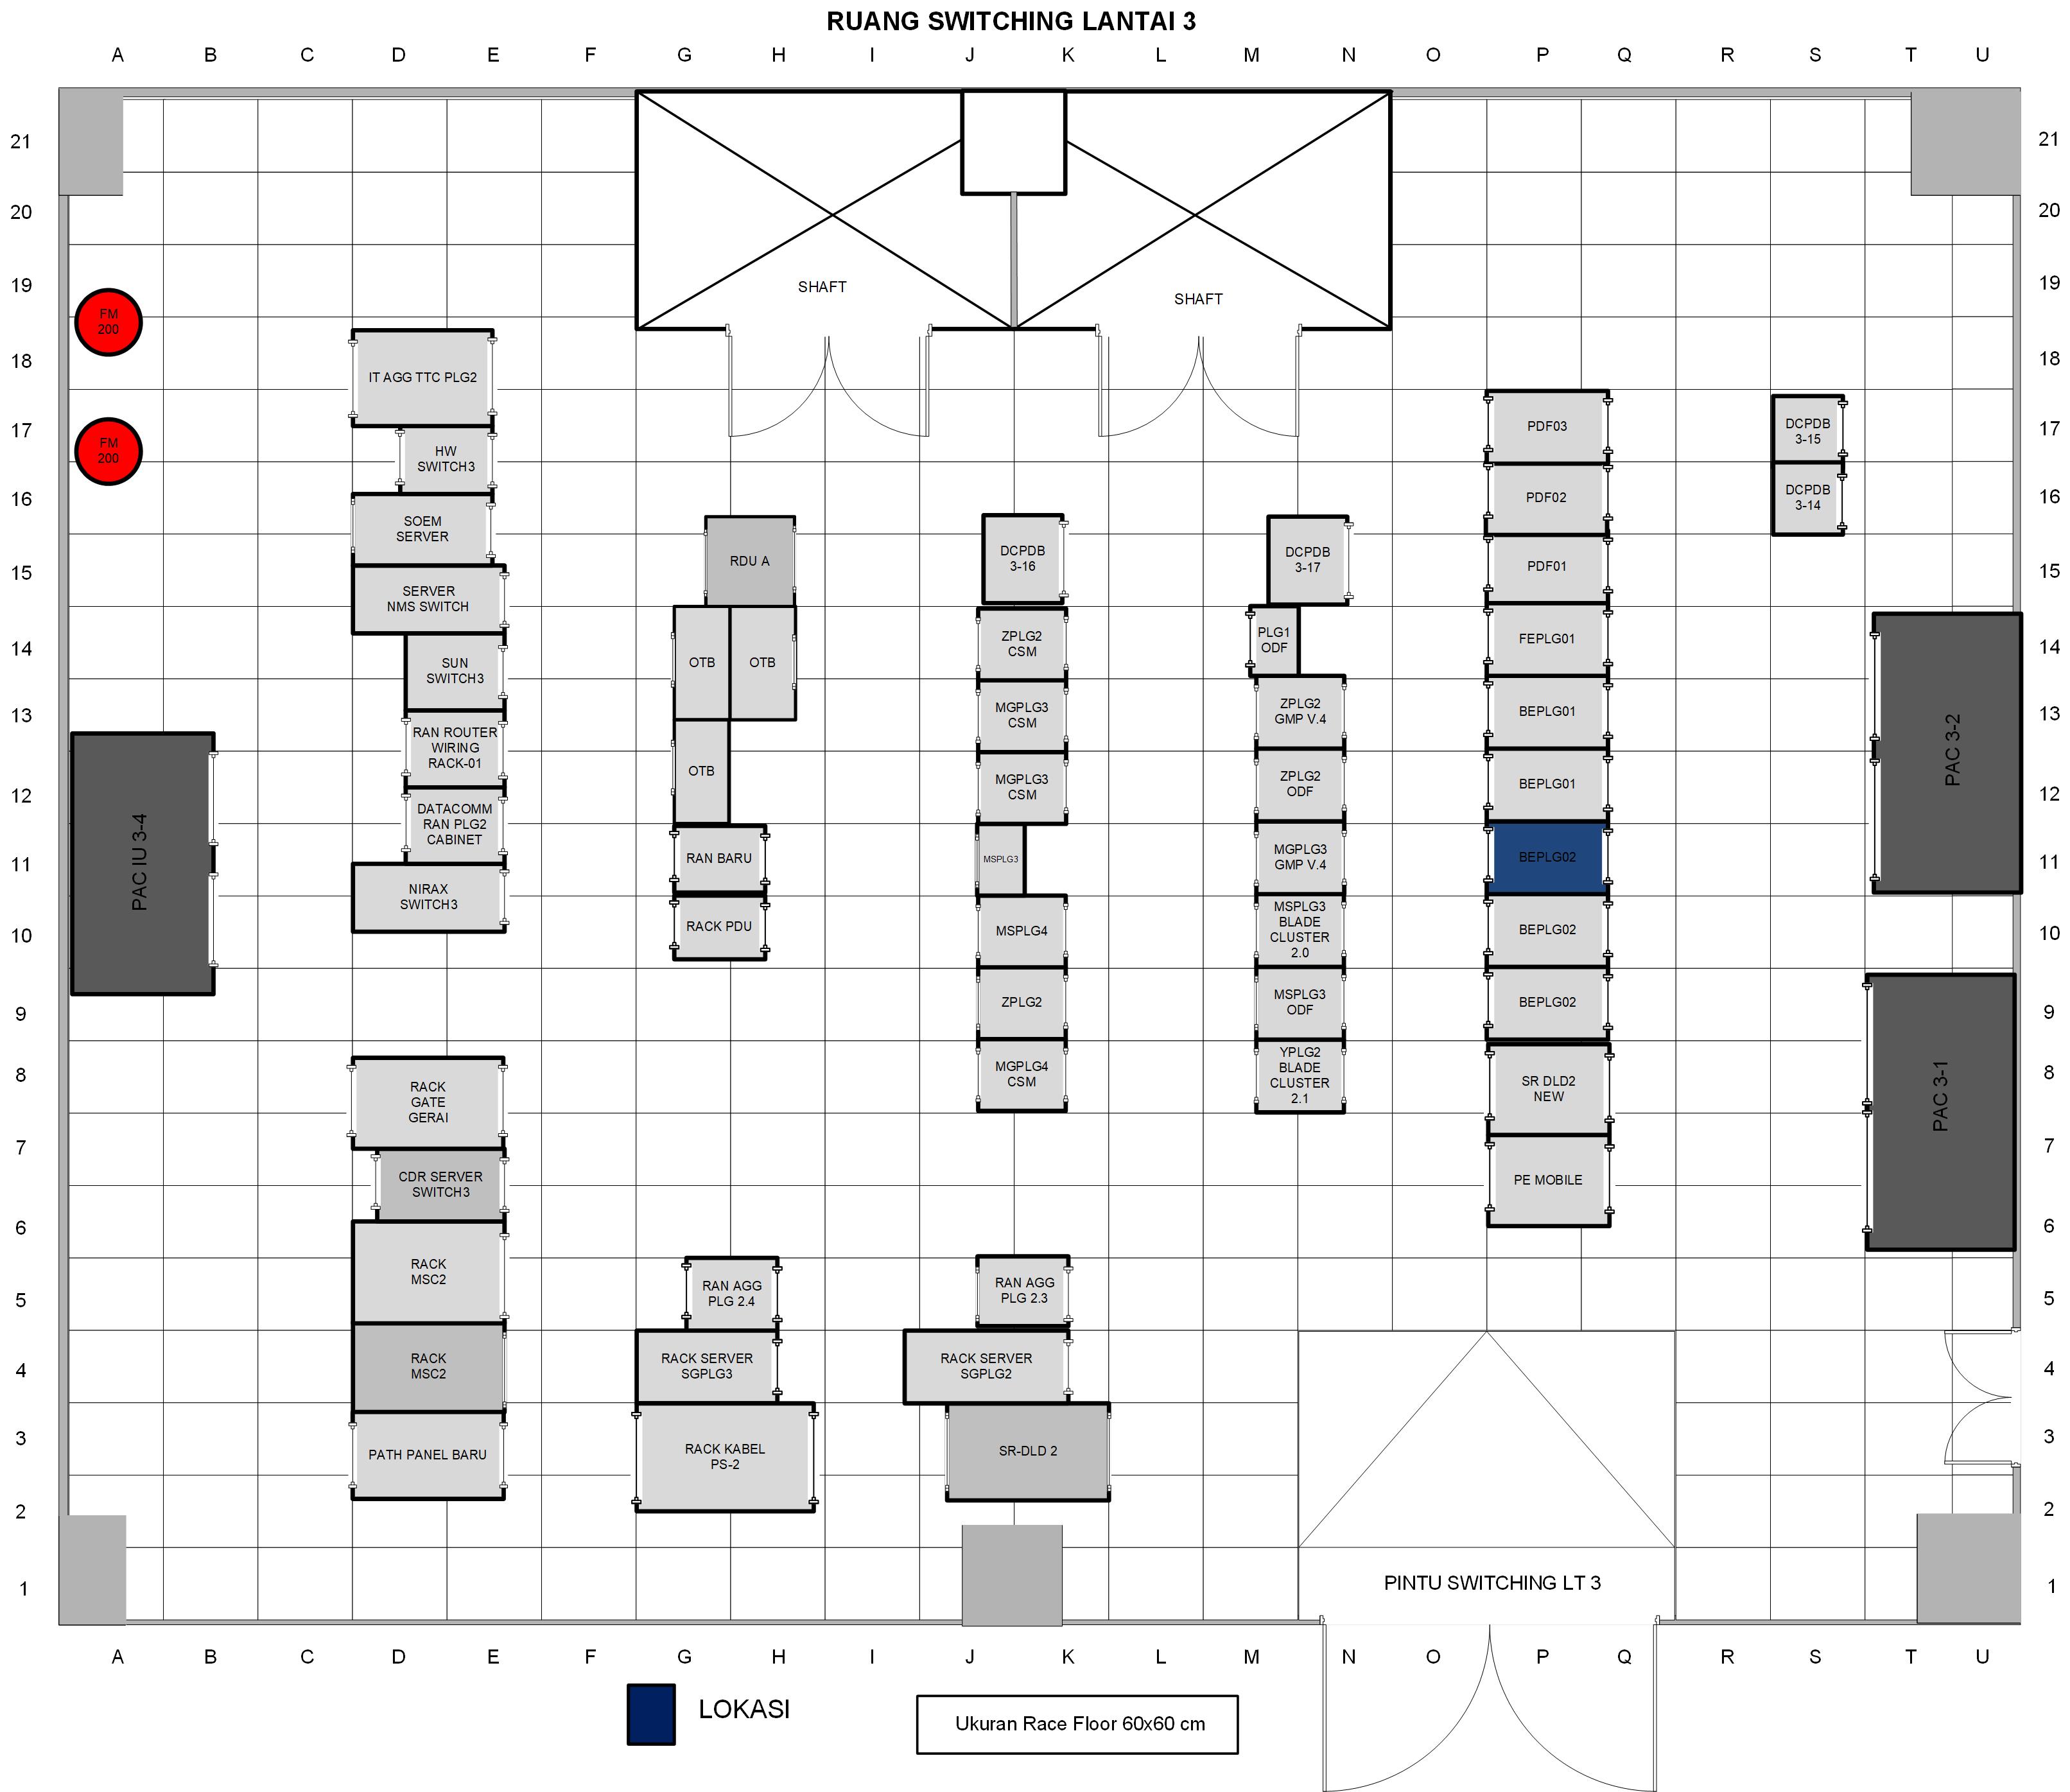 RUANG SWITCHING LANTAI 3
A B C D E F G H I J K L M N O P Q R S T U
21 21
20 20
19 19
18 18
17 17
16 16
15 15
14 14
13 13
12 12
11 11
10 10
9 9
8 8
7 7
6 6
5 5
4 4
3 3
2 2
1 1
SHAFT
SHAFT
FM
200
FM
200
PAC IU 3-4
IT AGG TTC PLG2
HW
SWITCH3
SOEM
SERVER
SERVER
NMS SWITCH
SUN
SWITCH3
RAN ROUTER
WIRING
RACK-01
DATACOMM
RAN PLG2
CABINET
NIRAX
SWITCH3
RACK
GATE
GERAI
CDR SERVER
SWITCH3
RACK
MSC2
RACK
MSC2
PATH PANEL BARU
RDU A
OTB
OTB
OTB
RAN BARU
RACK PDU
RAN AGG
PLG 2.4
RACK SERVER
SGPLG3
RACK KABEL
PS-2
DCPDB
3-16
ZPLG2
CSM
MGPLG3
CSM
MGPLG3
CSM
MSPLG3
MSPLG4
ZPLG2
MGPLG4
CSM
RAN AGG
PLG 2.3
RACK SERVER
SGPLG2
SR-DLD 2
DCPDB
3-17
PLG1
ODF
ZPLG2
GMP V.4
ZPLG2
ODF
MGPLG3
GMP V.4
MSPLG3
BLADE
CLUSTER
2.0
MSPLG3
ODF
YPLG2
BLADE
CLUSTER
2.1
PDF03
PDF02
PDF01
FEPLG01
BEPLG01
BEPLG01
BEPLG02
BEPLG02
BEPLG02
SR DLD2
NEW
PE MOBILE
DCPDB
3-15
DCPDB
3-14
PAC 3-2
PAC 3-1
PINTU SWITCHING LT 3
A B C D E F G H I J K L M N O P Q R S T U
LOKASI
Ukuran Race Floor 60x60 cm